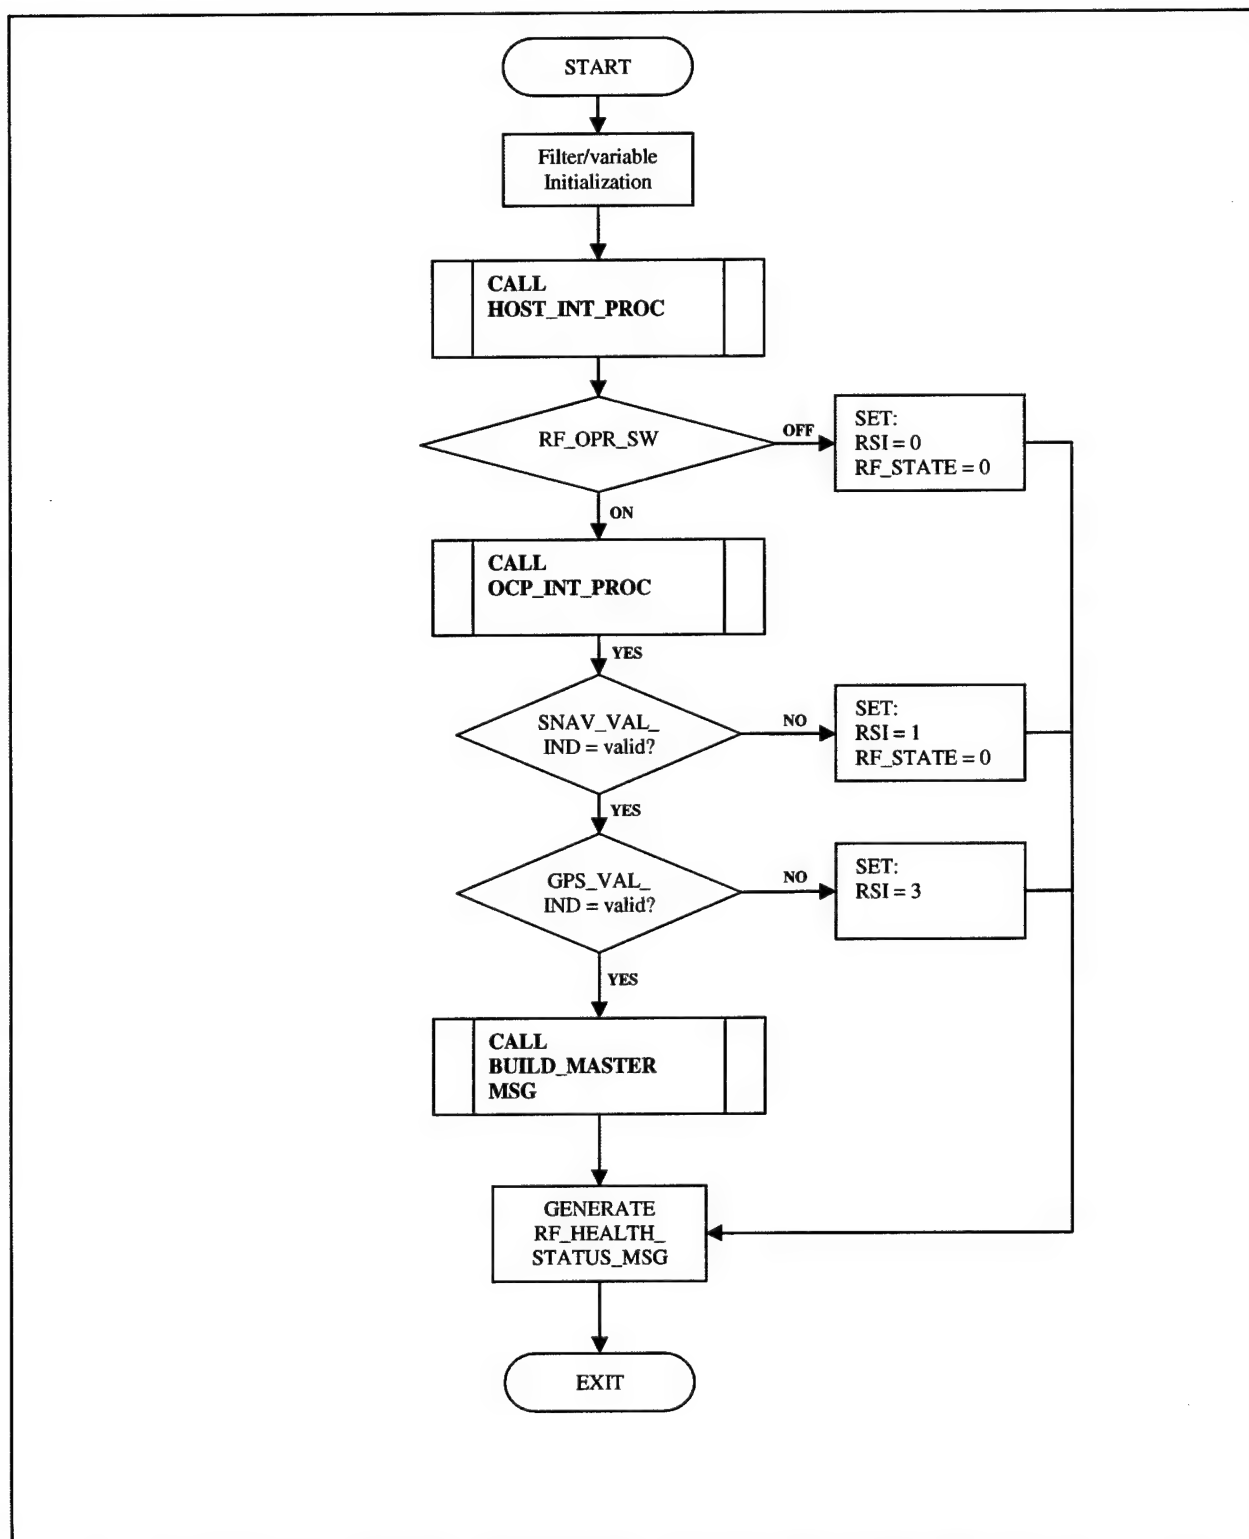 START
Filter/variable
Initialization
CALL
HOST_INT_PROC
RF_OPR_SW
OFF
SET:
RSI = 0
RF_STATE = 0
ON
CALL
OCP_INT_PROC
YES
SNAV_VAL_
IND = valid?
NO
SET:
RSI = 1
RF_STATE = 0
YES
GPS_VAL_
IND = valid?
NO
SET:
RSI = 3
YES
CALL
BUILD_MASTER
MSG
GENERATE
RF_HEALTH_
STATUS_MSG
EXIT